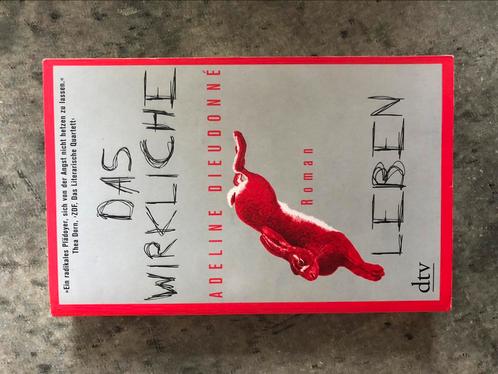 »Ein radikales Plädoyer, sich von der Angst nicht hetzen zu lassen.«
Thea Dorn, ›ZDF, Das Literarische Quartett‹
DAS
WIRKLICHE
ADELINE DIEUDONNÉ
Roman
LEBEN
dtv